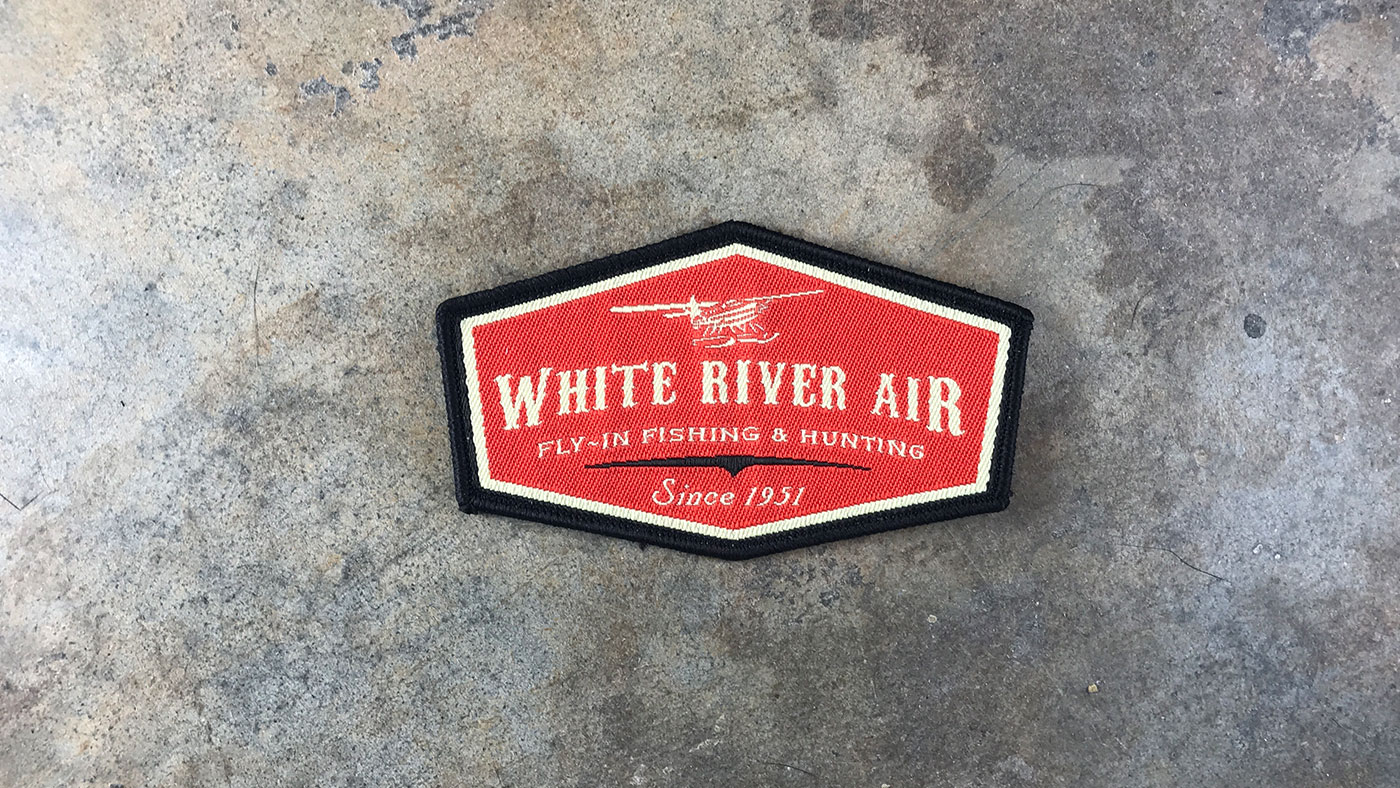 WHITE RIVER AIR
FLY~IN FISHING & HUNTING
Since 1951